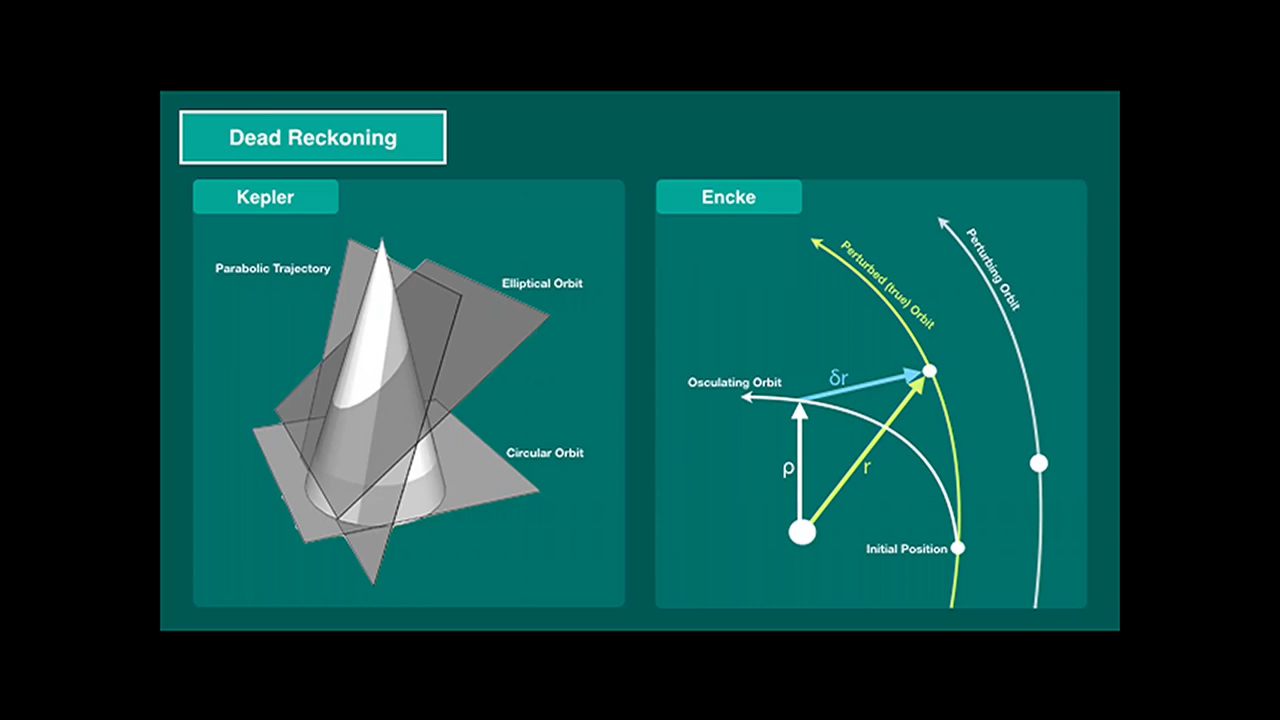 Dead Reckoning
Kepler
Parabolic Trajectory
Elliptical Orbit
Circular Orbit
Encke
Perturbed (true) Orbit
Perturbing Orbit
Osculating Orbit
δr
ρ
r
Initial Position